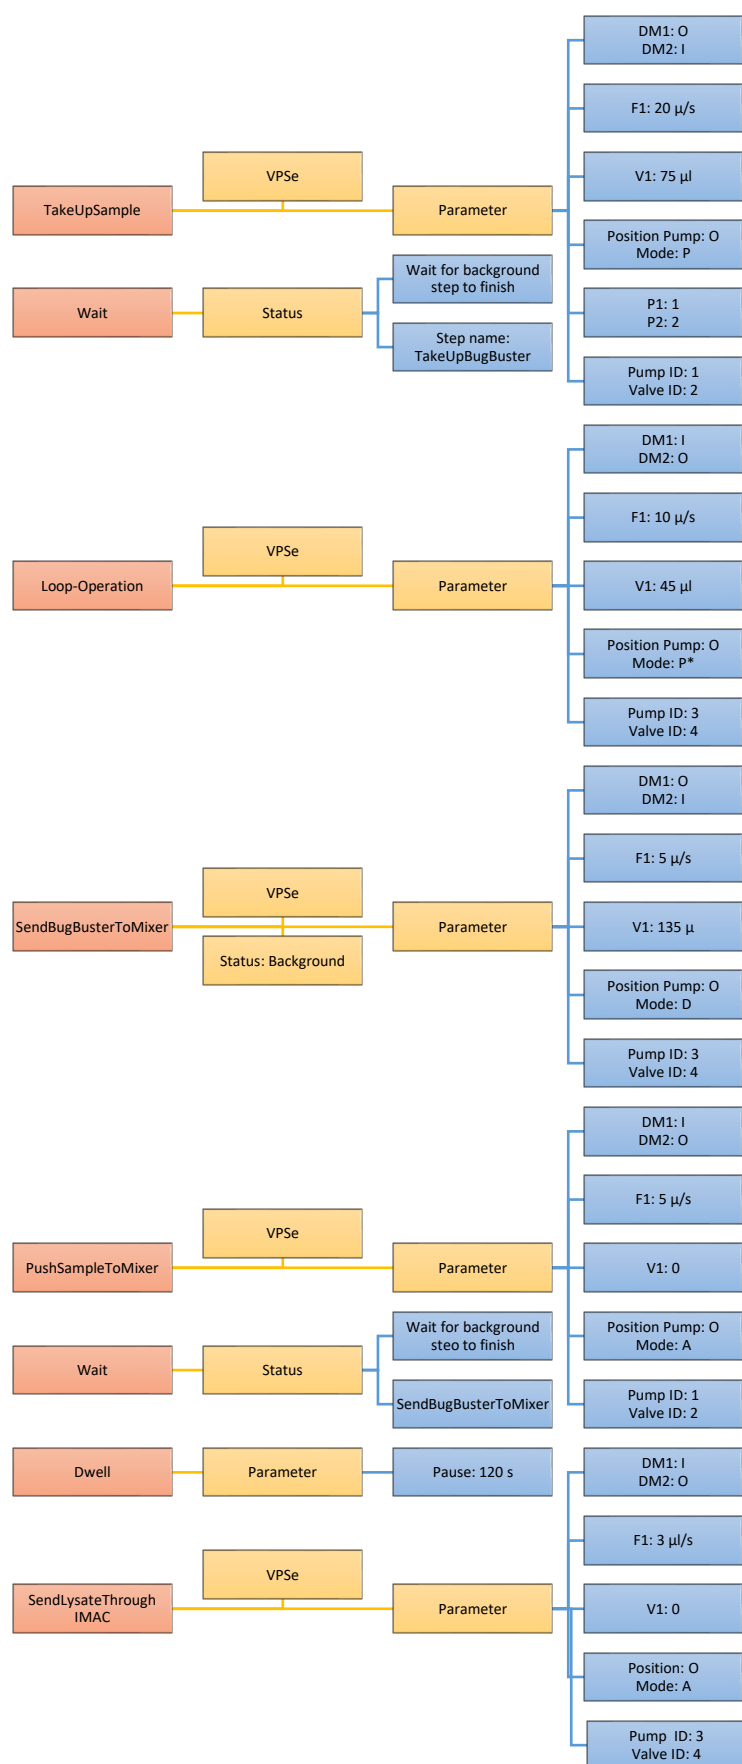 DM1: O
DM2: I
F1: 20 µ/s
VPSe
V1: 75 µl
TakeUpSample
Parameter
Position Pump: O
Mode: P
Wait for background
step to finish
Wait
Status
P1: 1
P2: 2
Step name:
TakeUpBugBuster
Pump ID: 1
Valve ID: 2
DM1: I
DM2: O
F1: 10 µ/s
VPSe
Loop-Operation
Parameter
V1: 45 µl
Position Pump: O
Mode: P*
Pump ID: 3
Valve ID: 4
DM1: O
DM2: I
F1: 5 µ/s
VPSe
SendBugBusterToMixer
Parameter
V1: 135 µ
Status: Background
Position Pump: O
Mode: D
Pump ID: 3
Valve ID: 4
DM1: I
DM2: O
F1: 5 µ/s
VPSe
PushSampleToMixer
Parameter
V1: 0
Wait for background
steo to finish
Position Pump: O
Mode: A
Wait
Status
SendBugBusterToMixer
Pump ID: 1
Valve ID: 2
Dwell
Parameter
Pause: 120 s
DM1: I
DM2: O
F1: 3 µl/s
VPSe
SendLysateThrough
IMAC
Parameter
V1: 0
Position: O
Mode: A
Pump  ID: 3
Valve ID: 4